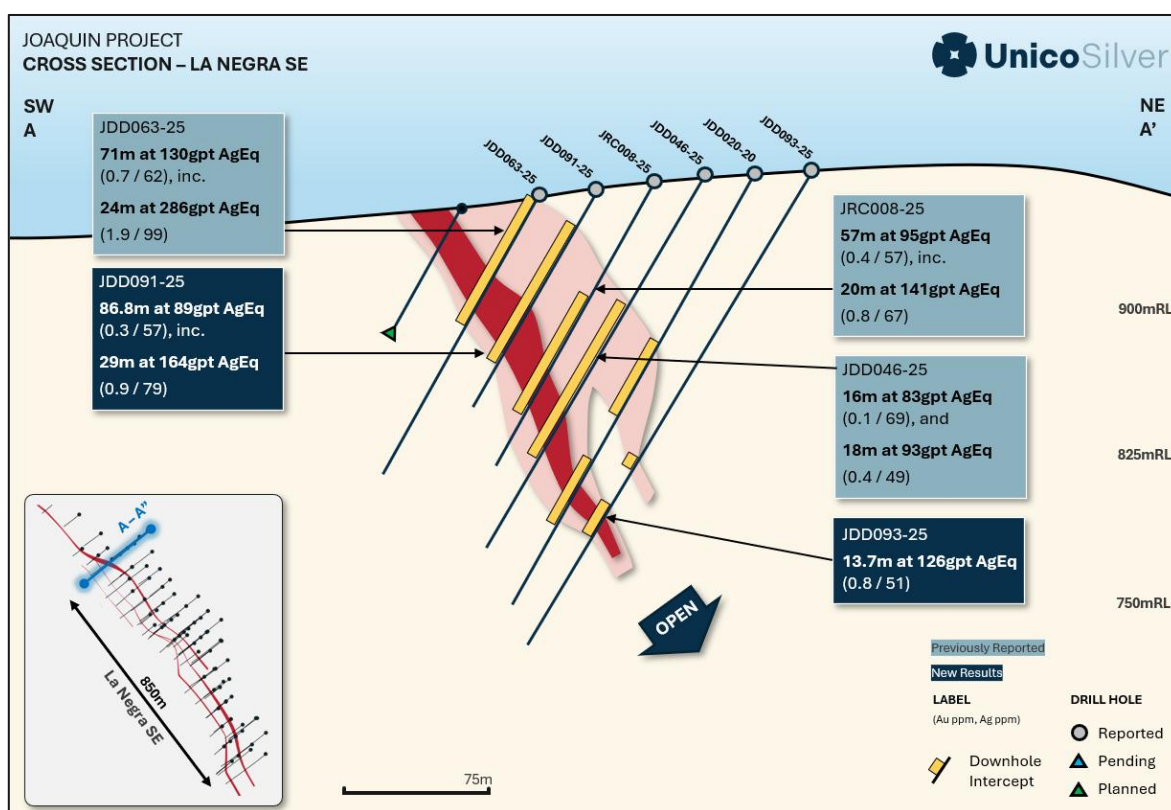 JOAQUIN PROJECT
CROSS SECTION – LA NEGRA SE
UnicoSilver
SW
A
NE
A'
JDD063-25
71m at 130gpt AgEq
(0.7 / 62), inc.
24m at 286gpt AgEq
(1.9 / 99)
JDD091-25
86.8m at 89gpt AgEq
(0.3 / 57), inc.
29m at 164gpt AgEq
(0.9 / 79)
JDD063-25
JDD091-25
JRC008-25
JDD046-25
JDD020-20
JDD093-25
JRC008-25
57m at 95gpt AgEq
(0.4 / 57), inc.
20m at 141gpt AgEq
(0.8 / 67)
JDD046-25
16m at 83gpt AgEq
(0.1 / 69), and
18m at 93gpt AgEq
(0.4 / 49)
JDD093-25
13.7m at 126gpt AgEq
(0.8 / 51)
900mRL
825mRL
750mRL
OPEN
A – A"
850m
La Negra SE
75m
Previously Reported
New Results
LABEL
(Au ppm, Ag ppm)
Downhole
Intercept
DRILL HOLE
Reported
Pending
Planned